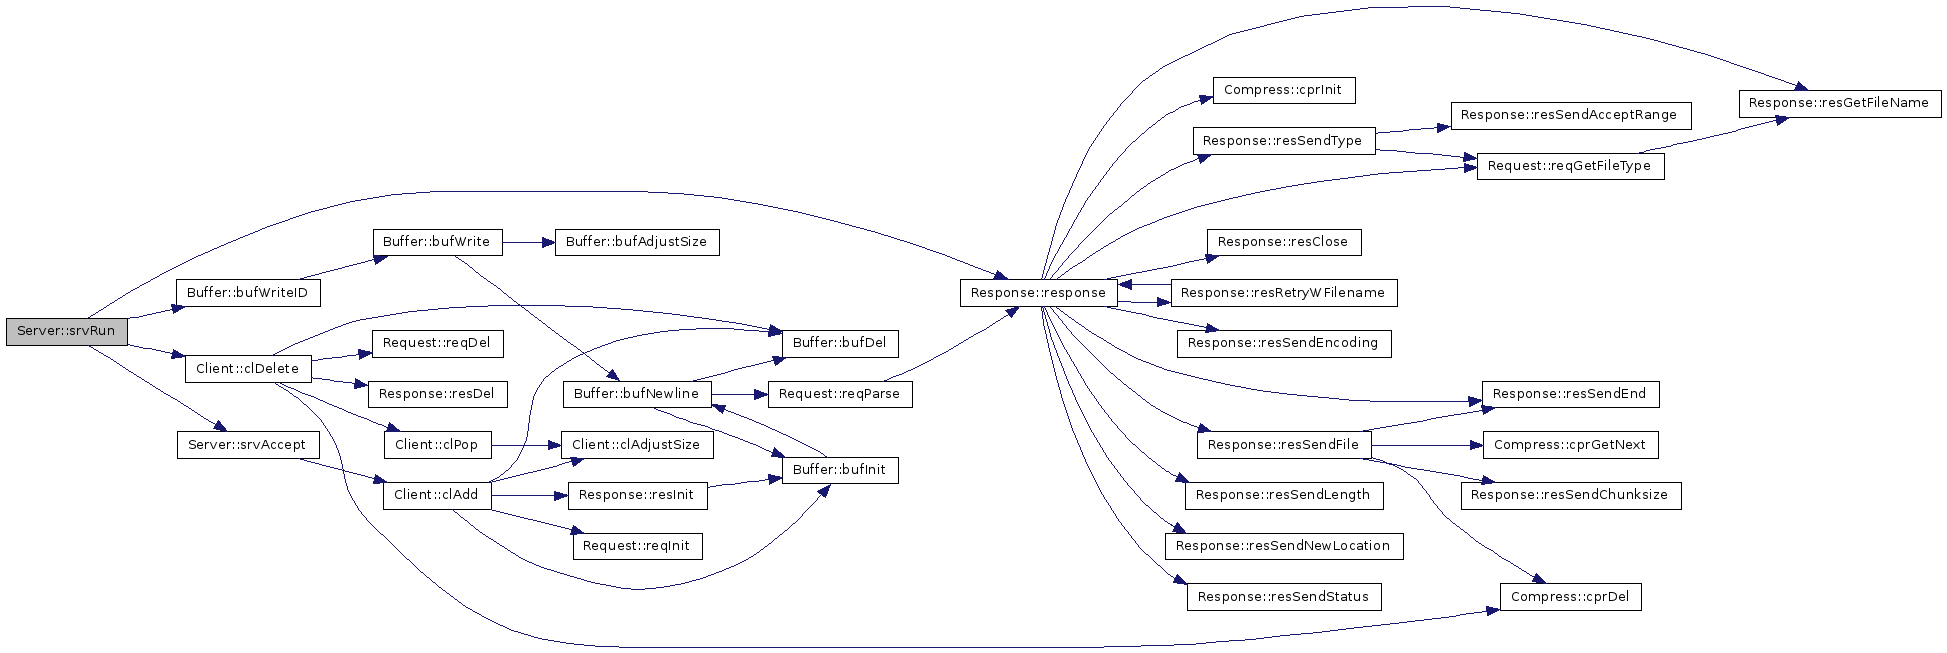 Server::srvRun
Buffer::bufWriteID
Client::clDelete
Server::srvAccept
Buffer::bufWrite
Request::reqDel
Response::resDel
Client::clPop
Client::clAdd
Buffer::bufAdjustSize
Buffer::bufNewline
Client::clAdjustSize
Response::resInit
Request::reqInit
Buffer::bufDel
Request::reqParse
Buffer::bufInit
Response::response
Compress::cprInit
Response::resSendType
Response::resClose
Response::resRetryWFilename
Response::resSendEncoding
Response::resSendFile
Response::resSendLength
Response::resSendNewLocation
Response::resSendStatus
Response::resSendAcceptRange
Request::reqGetFileType
Response::resSendEnd
Compress::cprGetNext
Response::resSendChunksize
Compress::cprDel
Response::resGetFileName